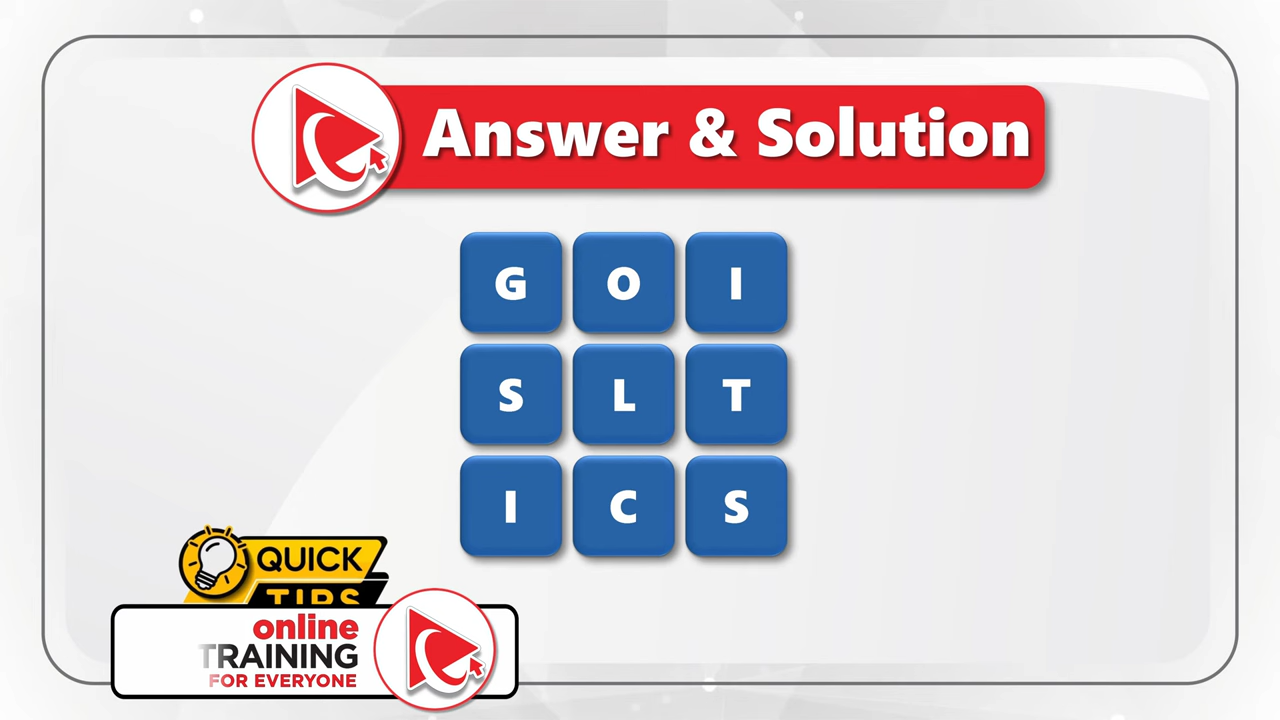 Answer & Solution
G O I
S L T
I C S
QUICK
TIPS
online
TRAINING
FOR EVERYONE